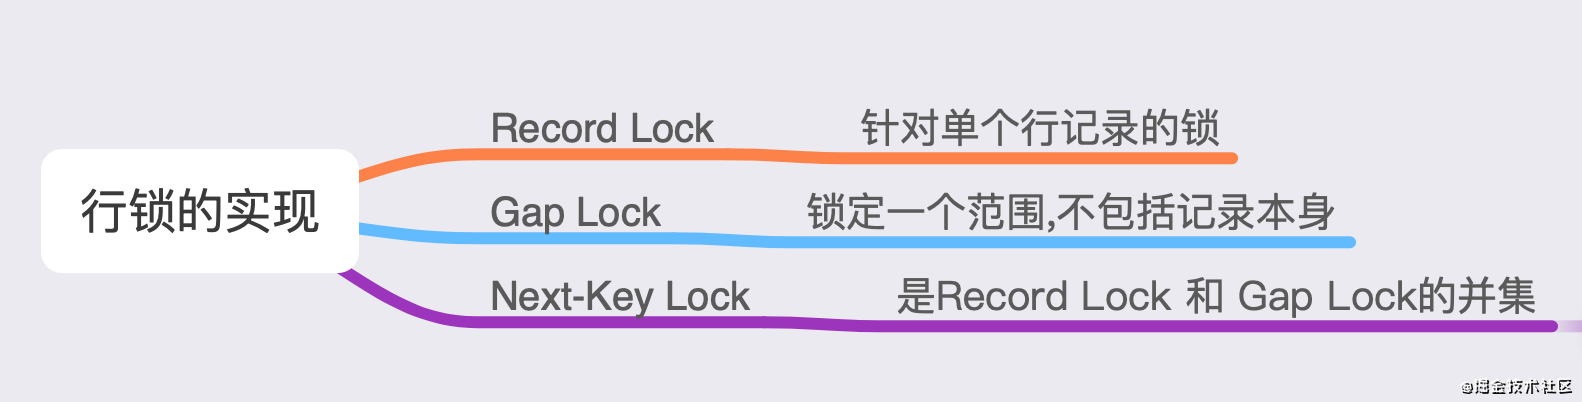 Record Lock 针对单个行记录的锁
行锁的实现
Gap Lock 锁定一个范围,不包括记录本身
Next-Key Lock 是Record Lock 和 Gap Lock的并集
@掘金技术社区